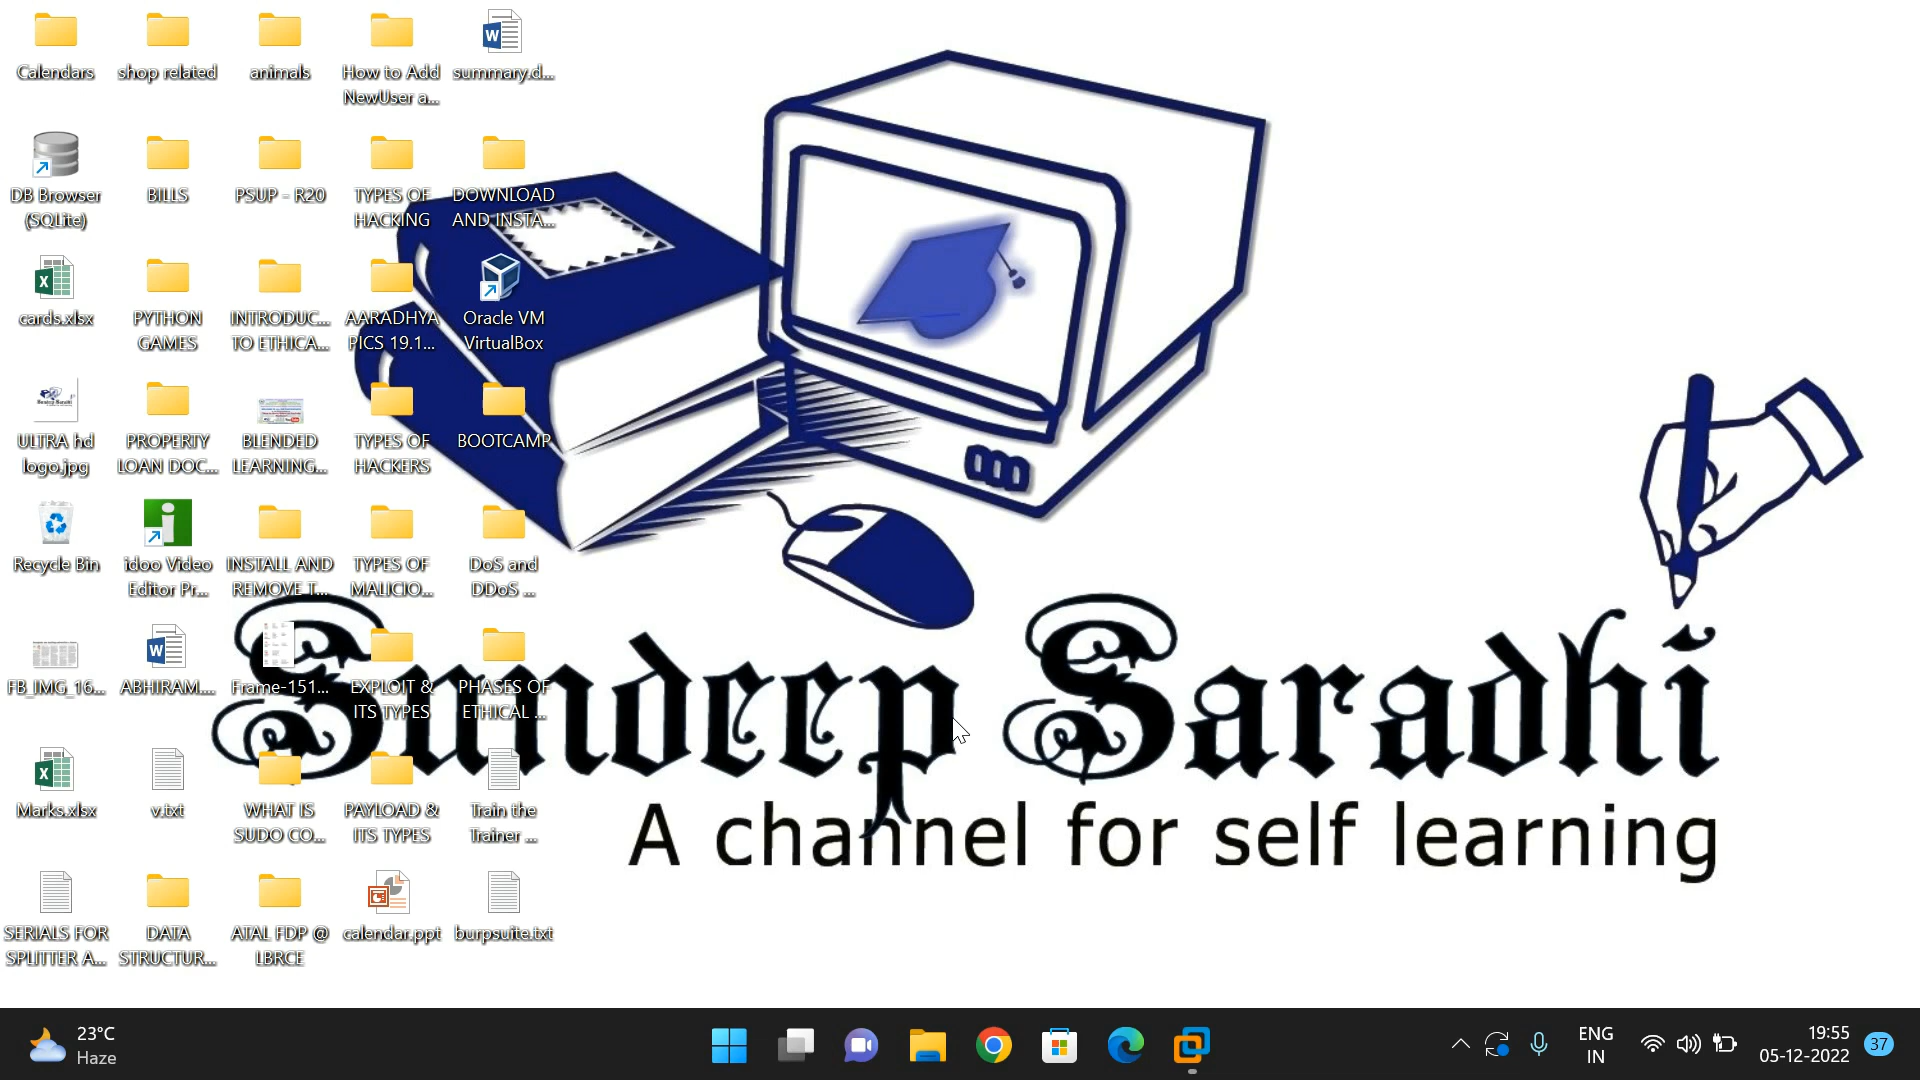 Calendars
shop related
animals
How to Add
NewUser a...
summary.d...
DB Browser
(SQLite)
BILLS
PSUP - R20
TYPES OF
HACKING
DOWNLOAD
AND INSTA...
cards.xlsx
PYTHON
GAMES
INTRODUC...
TO ETHICA...
AARADHYA
PICS 19.1...
Oracle VM
VirtualBox
ULTRA hd
logo.jpg
PROPERTY
LOAN DOC...
BLENDED
LEARNING...
TYPES OF
HACKERS
BOOTCAMP
Recycle Bin
idoo Video
Editor Pr...
INSTALL AND
REMOVE T...
TYPES OF
MALICIO...
DoS and
DDoS ...
FB_IMG_16...
ABHIRAM....
Frame-151...
EXPLOIT &
ITS TYPES
PHASES OF
ETHICAL ...
Marks.xlsx
v.txt
WHAT IS
SUDO CO...
PAYLOAD &
ITS TYPES
Train the
Trainer ...
SERIALS FOR
SPLITTER A...
DATA
STRUCTUR...
ATAL FDP @
LBRCE
calendar.ppt
burpsuite.txt
Sundeep Saradhi
A channel for self learning
23°C
Haze
ENG
IN
19:55
05-12-2022
37